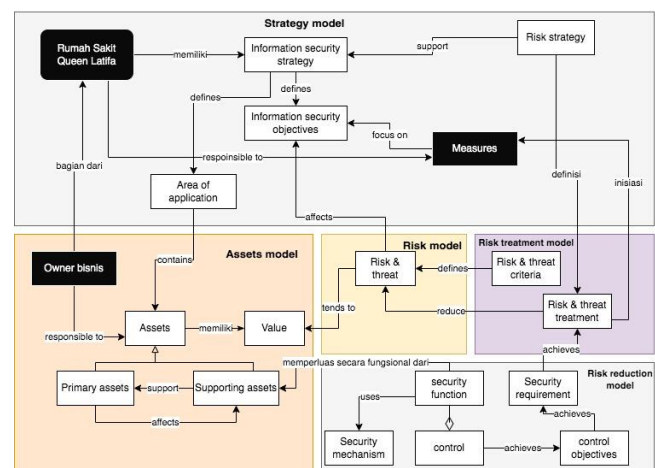 Strategy model
Rumah Sakit
Queen Latifa
memiliki
Information security
strategy
support
Risk strategy
defines
defines
Information security
objectives
focus on
Measures
bagian dari
respoinsible to
Area of
application
definisi
inisiasi
affects
Assets model
Risk model
Risk treatment model
Owner bisnis
contains
Risk &
threat
defines
Risk & threat
criteria
tends to
reduce
Risk & threat
treatment
responsible to
Assets
memiliki
Value
achieves
memperluas secara fungsional dari
Risk reduction
model
Primary assets
support
Supporting assets
security
function
Security
requirement
uses
affects
achieves
Security
mechanism
control
achieves
control
objectives